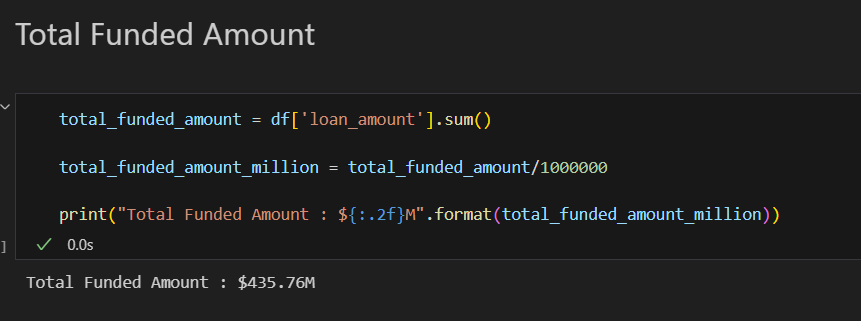 Total Funded Amount
total_funded_amount = df['loan_amount'].sum()
total_funded_amount_million = total_funded_amount/1000000
print("Total Funded Amount : ${:.2f}M".format(total_funded_amount_million))
]
0.0s
Total Funded Amount : $435.76M